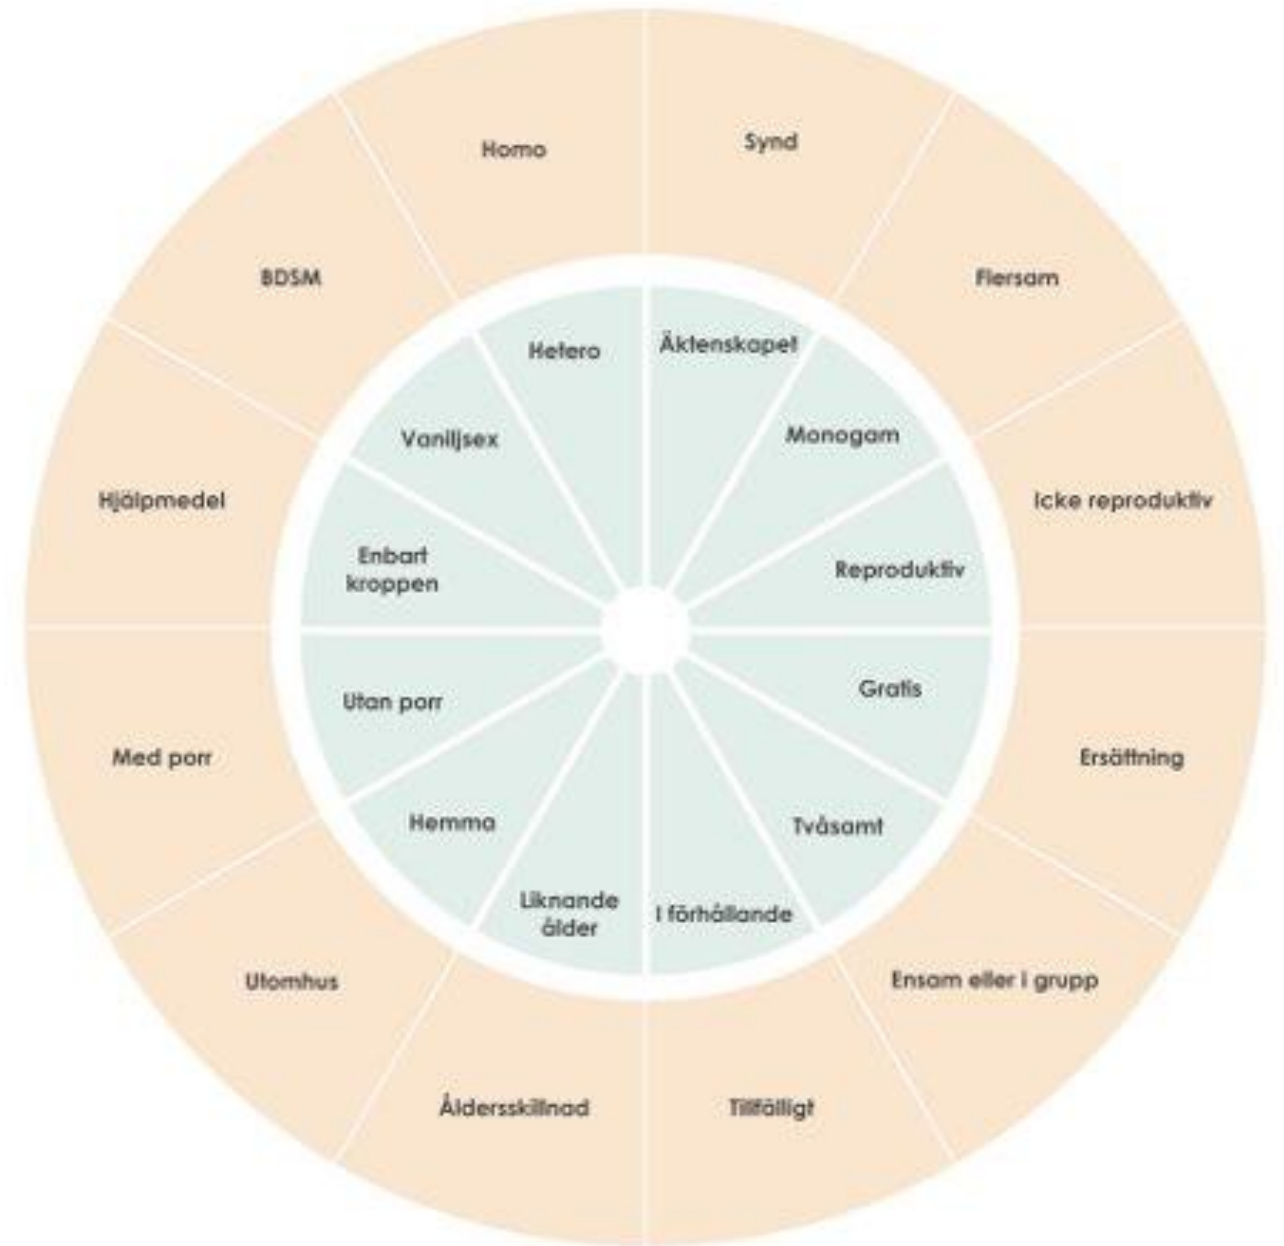 Homo
Synd
BDSM
Flersam
Hetero
Äktenskapet
Vaniljsex
Monogam
Hjälpmedel
Icke reproduktiv
Enbart
kroppen
Reproduktiv
Utan porr
Gratis
Med porr
Ersättning
Hemma
Tvåsamt
Liknande
ålder
I förhållande
Utomhus
Ensam eller i grupp
Åldersskillnad
Tillfälligt